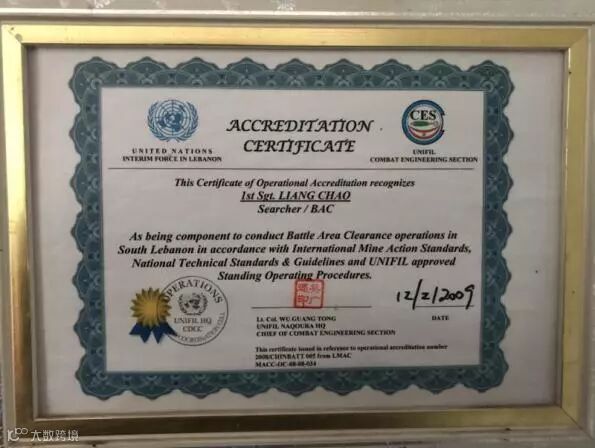 ACCREDITATION
CERTIFICATE
UNITED NATIONS
INTERIM FORCE IN LEBANON
CES
UNIFIL
COMBAT ENGINEERING SECTION
This Certificate of Operational Accreditation recognizes
1st Sgt. LIANG CHAO
Searcher / BAC
As being component to conduct Battle Area Clearance operations in
South Lebanon in accordance with International Mine Action Standards,
National Technical Standards & Guidelines and UNIFIL approved
Standing Operating Procedures.
OPERATIONS
UNIFIL HQ
CDCC
COORDINATION CELL
12/2/2009
Lt. Col. WU GUANG TONG
UNIFIL NAQOURA HQ
CHIEF OF COMBAT ENGINEERING SECTION
DATE
This certificate issued in reference to operational accreditation number
2008/CHINBATT 005 from LMAC
MACC-OC-08-08-034
大数跨境